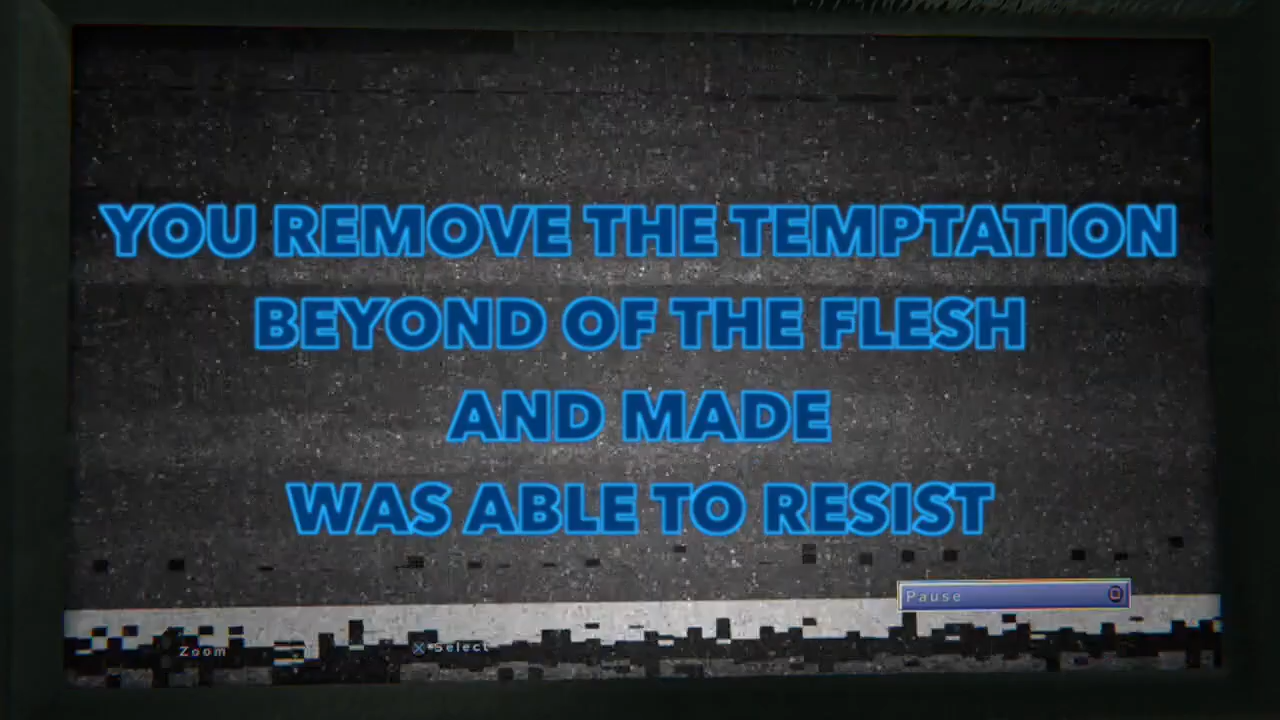 YOU REMOVE THE TEMPTATION
BEYOND OF THE FLESH
AND MADE
WAS ABLE TO RESIST
Pause
Zoom
Select